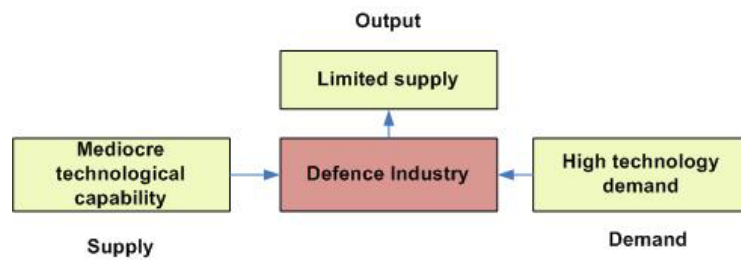 Output
Limited supply
Mediocre
technological
capability
Defence Industry
High technology
demand
Supply
Demand